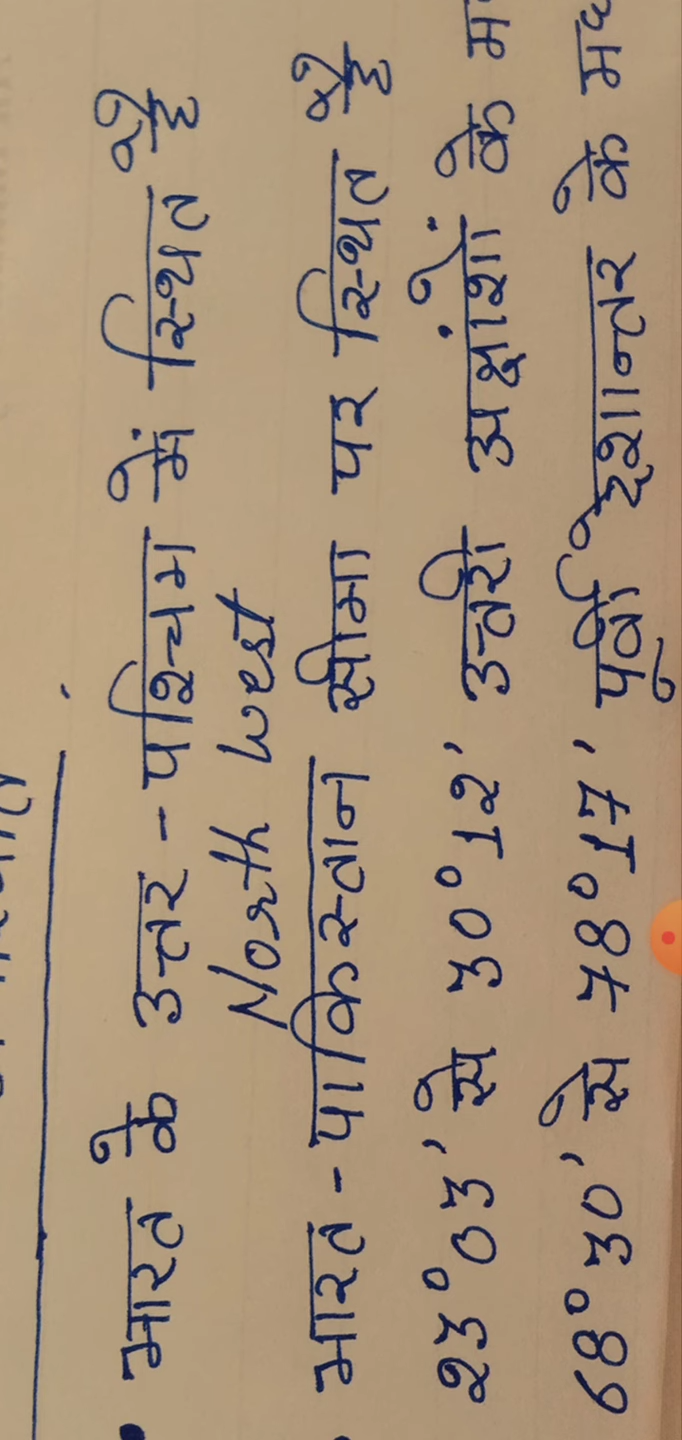 • भारत के उत्तर - पश्चिम में स्थित है
North West
• भारत - पाकिस्तान सीमा पर स्थित है
23° 03' से 30° 12' उत्तरी अक्षांशों के
68° 30' से 78° 17' पूर्वी देशान्तर के